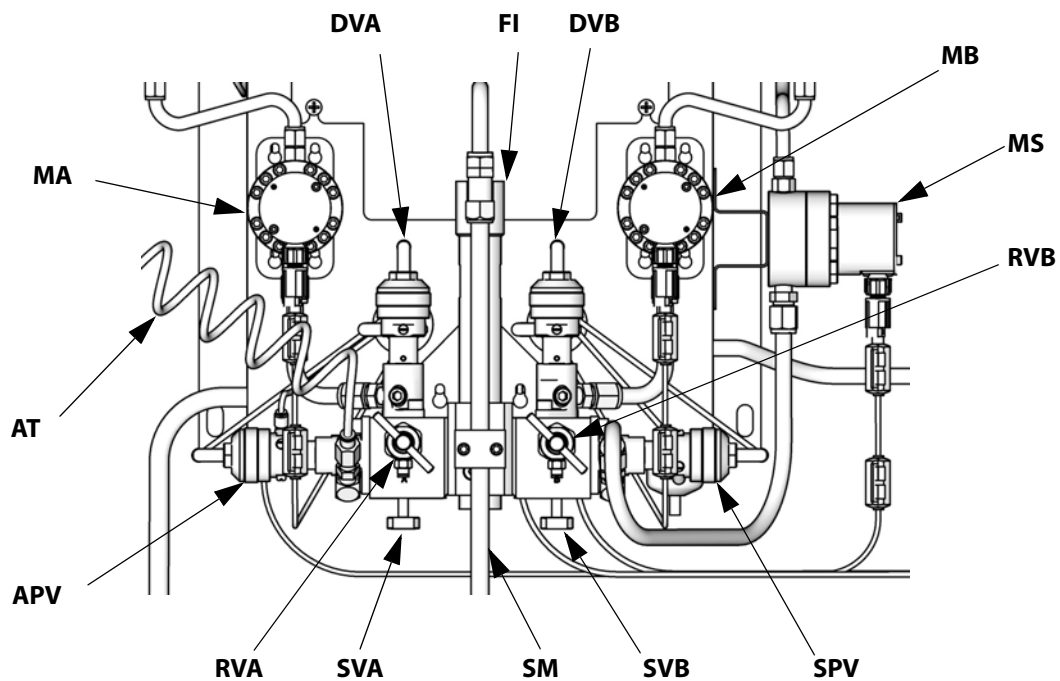 DVA FI DVB
MB
MA MS
RVB
AT
APV
RVA SVA SM SVB SPV